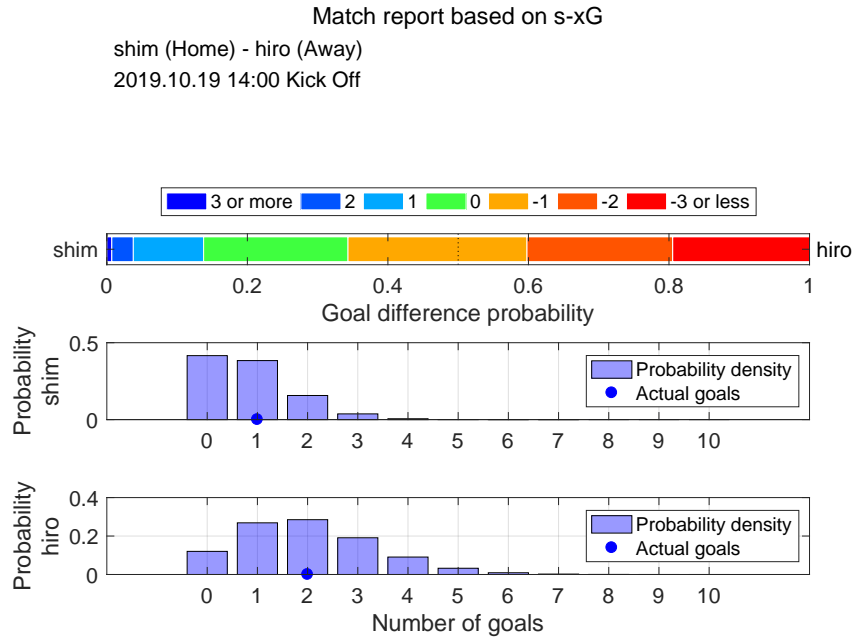 Match report based on s-xG
shim (Home) - hiro (Away)
2019.10.19 14:00 Kick Off
3 or more 2 1 0 -1 -2 -3 or less
shim hiro
0 0.2 0.4 0.6 0.8 1
Goal difference probability
Probability
shim
0.5
0
Probability density
Actual goals
0 1 2 3 4 5 6 7 8 9 10
Probability
hiro
0.4
0.2
0
Probability density
Actual goals
0 1 2 3 4 5 6 7 8 9 10
Number of goals